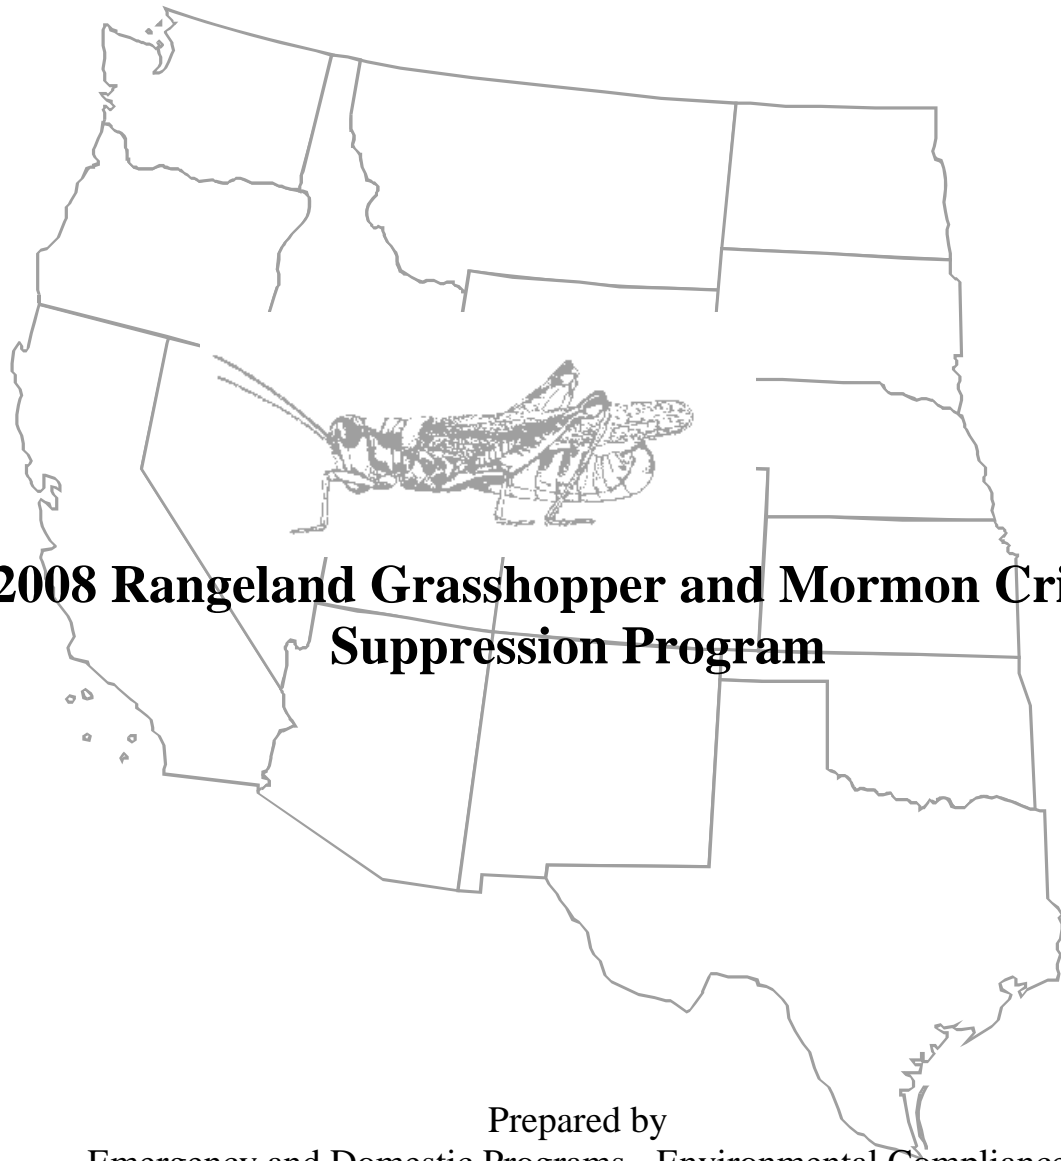 2008 Rangeland Grasshopper and Mormon Cri
Suppression Program
Prepared by
Emergency and Domestic Programs - Environmental Compliance